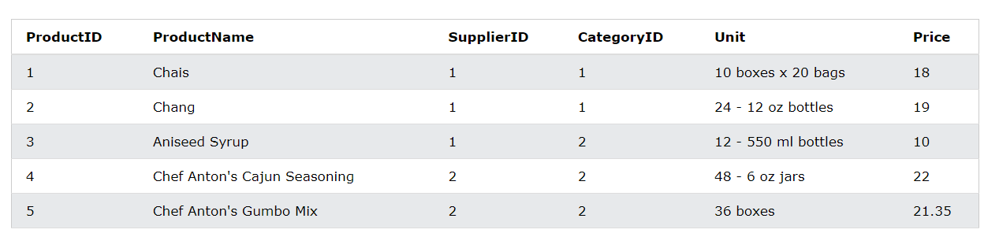 ProductID ProductName SupplierID CategoryID Unit Price
1 Chais 1 1 10 boxes x 20 bags 18
2 Chang 1 1 24 - 12 oz bottles 19
3 Aniseed Syrup 1 2 12 - 550 ml bottles 10
4 Chef Anton's Cajun Seasoning 2 2 48 - 6 oz jars 22
5 Chef Anton's Gumbo Mix 2 2 36 boxes 21.35